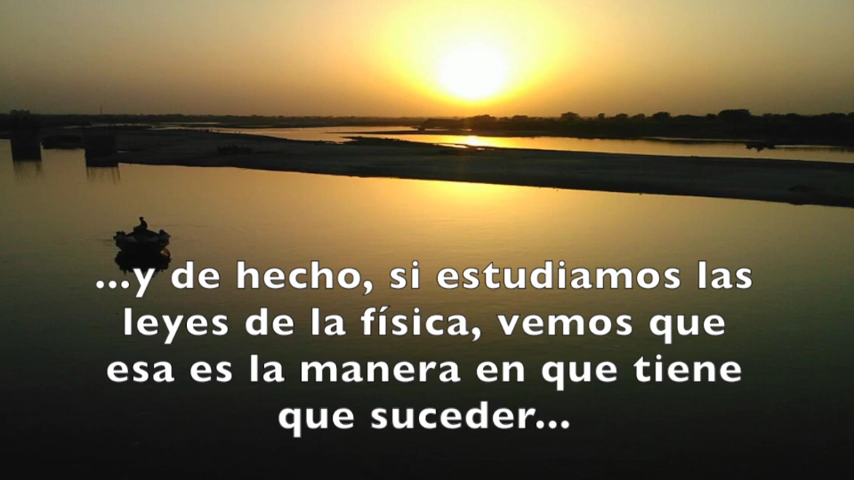 ...y de hecho, si estudiamos las
leyes de la física, vemos que
esa es la manera en que tiene
que suceder...